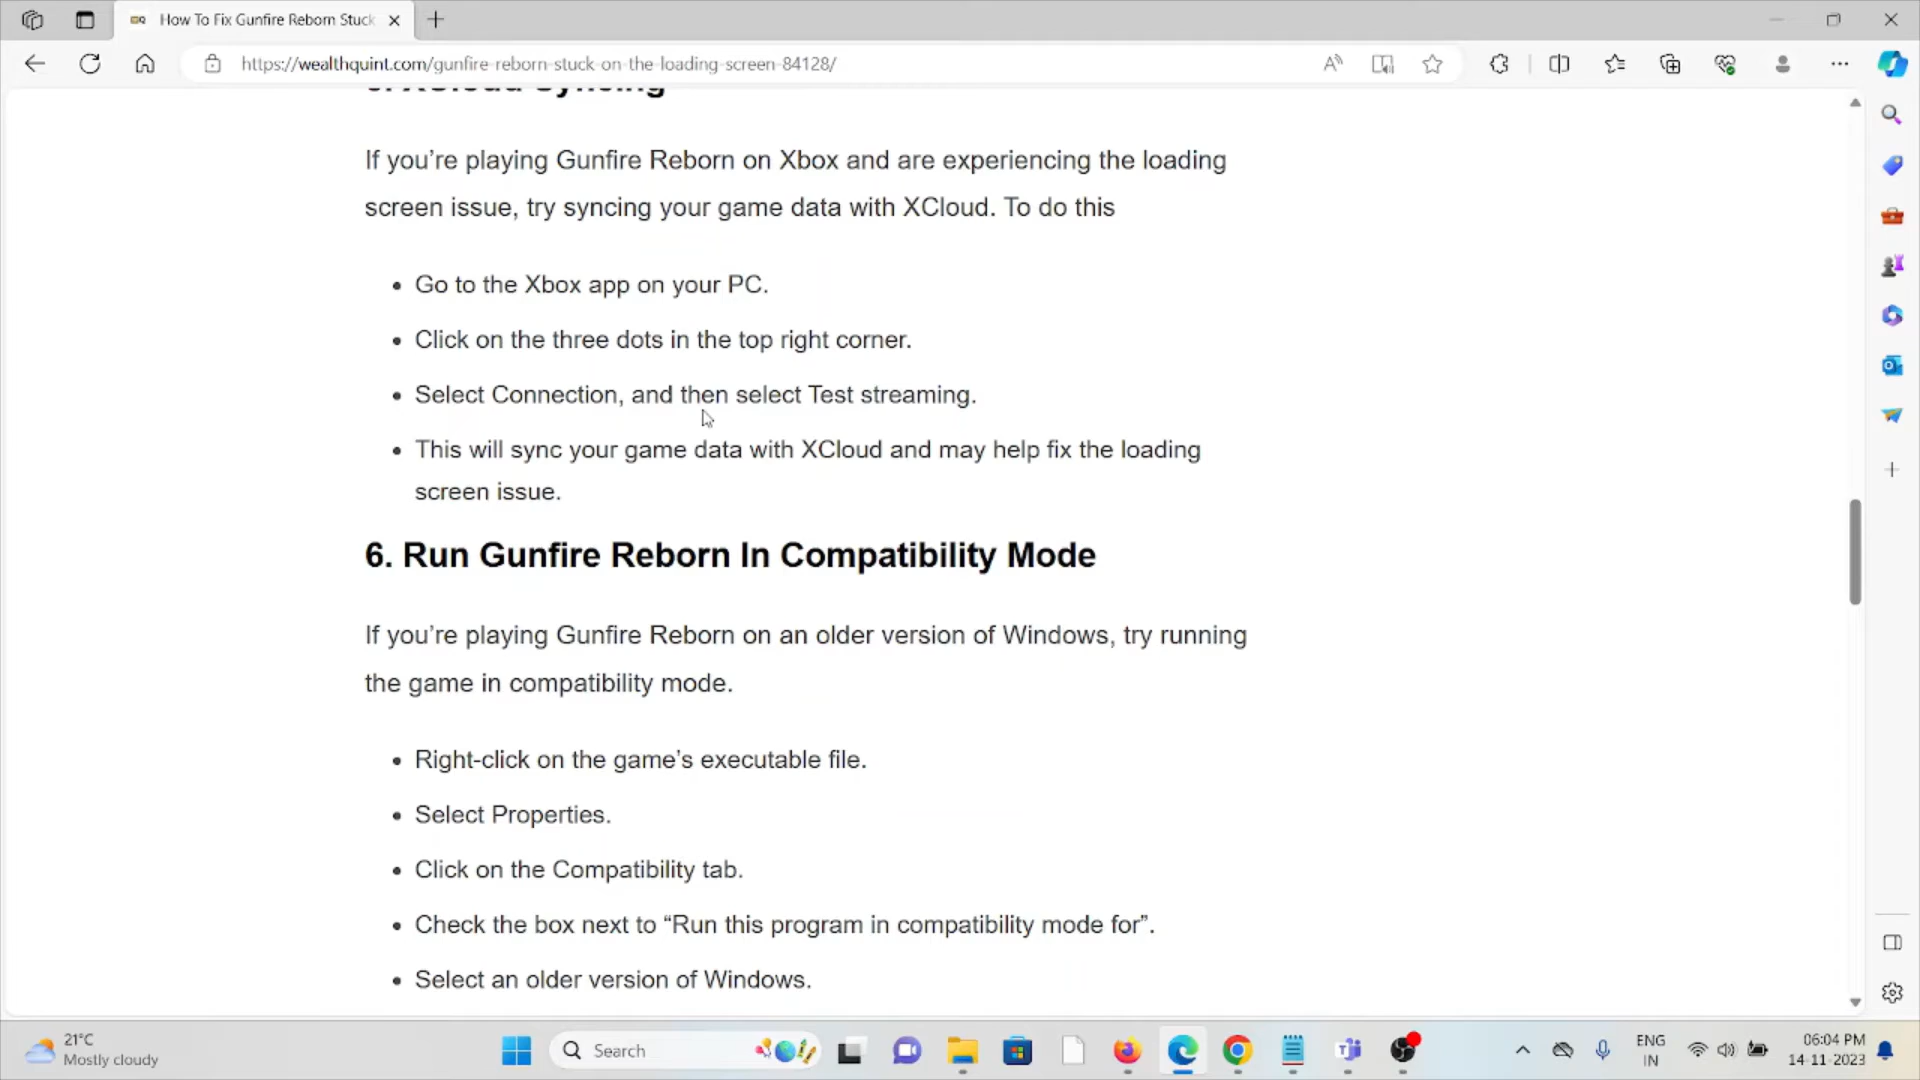 How To Fix Gunfire Reborn Stuck
https://wealthquint.com/gunfire-reborn-stuck-on-the-loading-screen-84128/
XCloud Syncing
If you’re playing Gunfire Reborn on Xbox and are experiencing the loading
screen issue, try syncing your game data with XCloud. To do this
• Go to the Xbox app on your PC.
• Click on the three dots in the top right corner.
• Select Connection, and then select Test streaming.
• This will sync your game data with XCloud and may help fix the loading
screen issue.
6. Run Gunfire Reborn In Compatibility Mode
If you’re playing Gunfire Reborn on an older version of Windows, try running
the game in compatibility mode.
• Right-click on the game’s executable file.
• Select Properties.
• Click on the Compatibility tab.
• Check the box next to “Run this program in compatibility mode for”.
• Select an older version of Windows.
21°C
Mostly cloudy
Search
ENG
IN
06:04 PM
14-11-2023